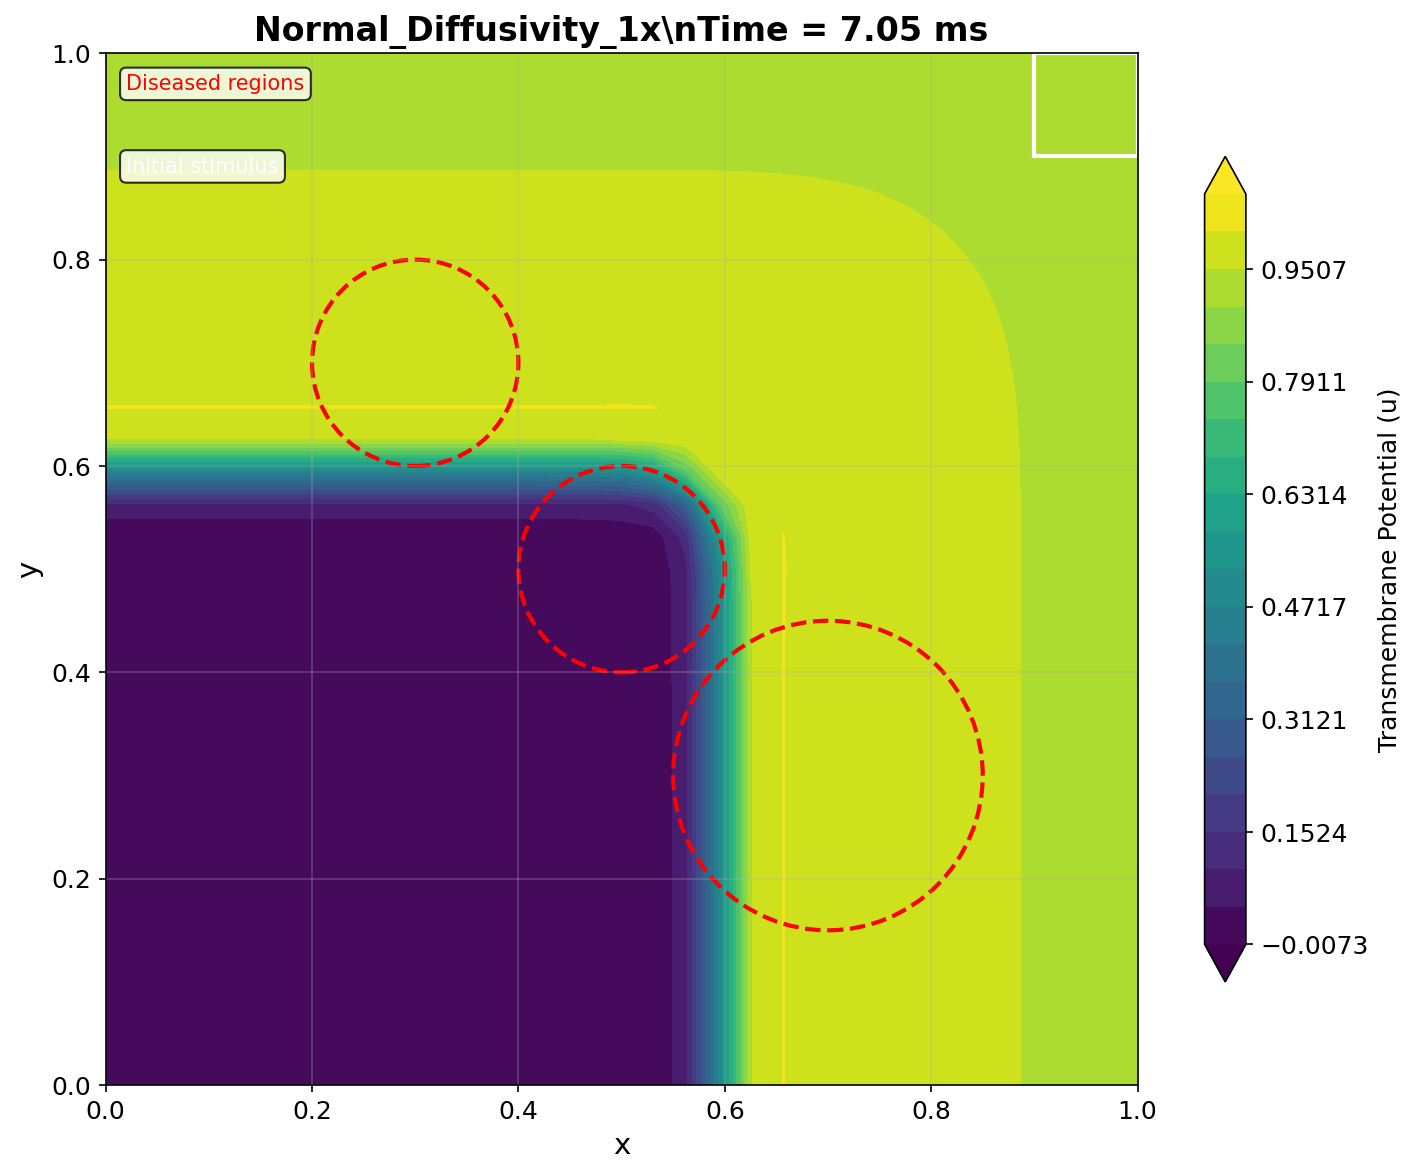 Normal_Diffusivity_1x\nTime = 7.05 ms
1.0
0.8
0.6
0.4
0.2
0.0
y
Diseased regions
Initial stimulus
0.0 0.2 0.4 0.6 0.8 1.0
x
0.9507
0.7911
0.6314
0.4717
0.3121
0.1524
−0.0073
Transmembrane Potential (u)